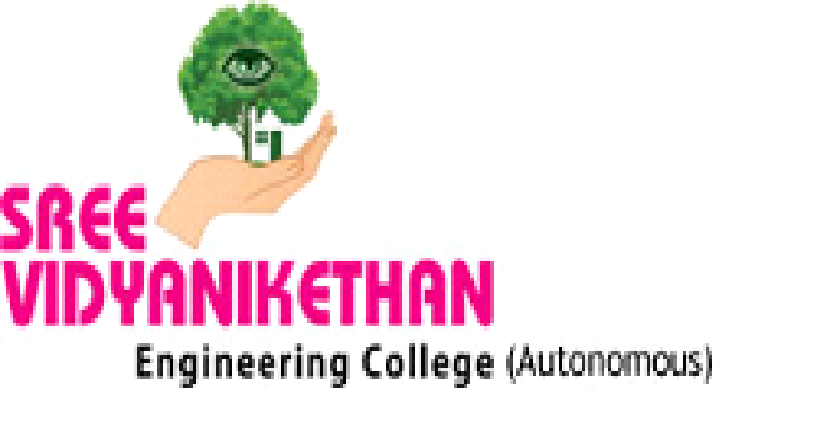 SREE
VIDYANIKETHAN
Engineering College (Autonomous)